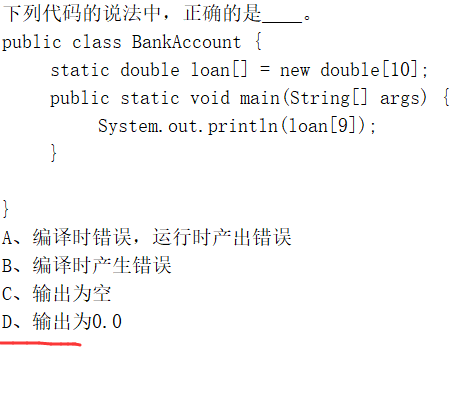 下列代码的说法中，正确的是____。
public class BankAccount {
static double loan[] = new double[10];
public static void main(String[] args) {
System.out.println(loan[9]);
}
}
A、编译时错误，运行时产出错误
B、编译时产生错误
C、输出为空
D、输出为0.0